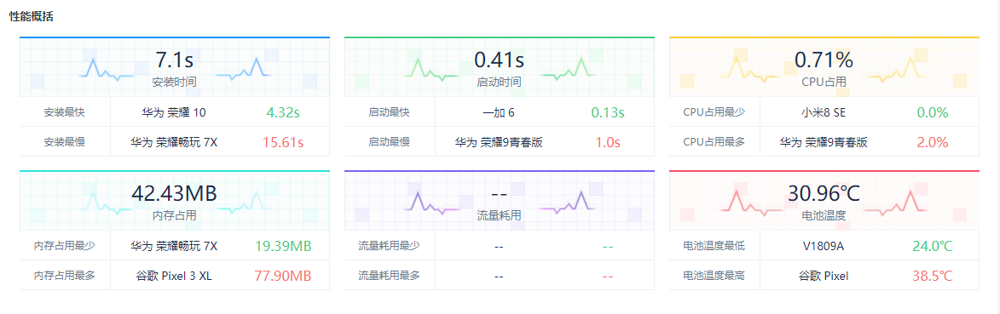 性能概括
7.1s
安装时间
安装最快 华为 荣耀 10 4.32s
安装最慢 华为 荣耀畅玩 7X 15.61s
0.41s
启动时间
启动最快 一加 6 0.13s
启动最慢 华为 荣耀9青春版 1.0s
0.71%
CPU占用
CPU占用最少 小米8 SE 0.0%
CPU占用最多 华为 荣耀9青春版 2.0%
42.43MB
内存占用
内存占用最少 华为 荣耀畅玩 7X 19.39MB
内存占用最多 谷歌 Pixel 3 XL 77.90MB
--
流量耗用
流量耗用最少 -- --
流量耗用最多 -- --
30.96℃
电池温度
电池温度最低 V1809A 24.0℃
电池温度最高 谷歌 Pixel 38.5℃